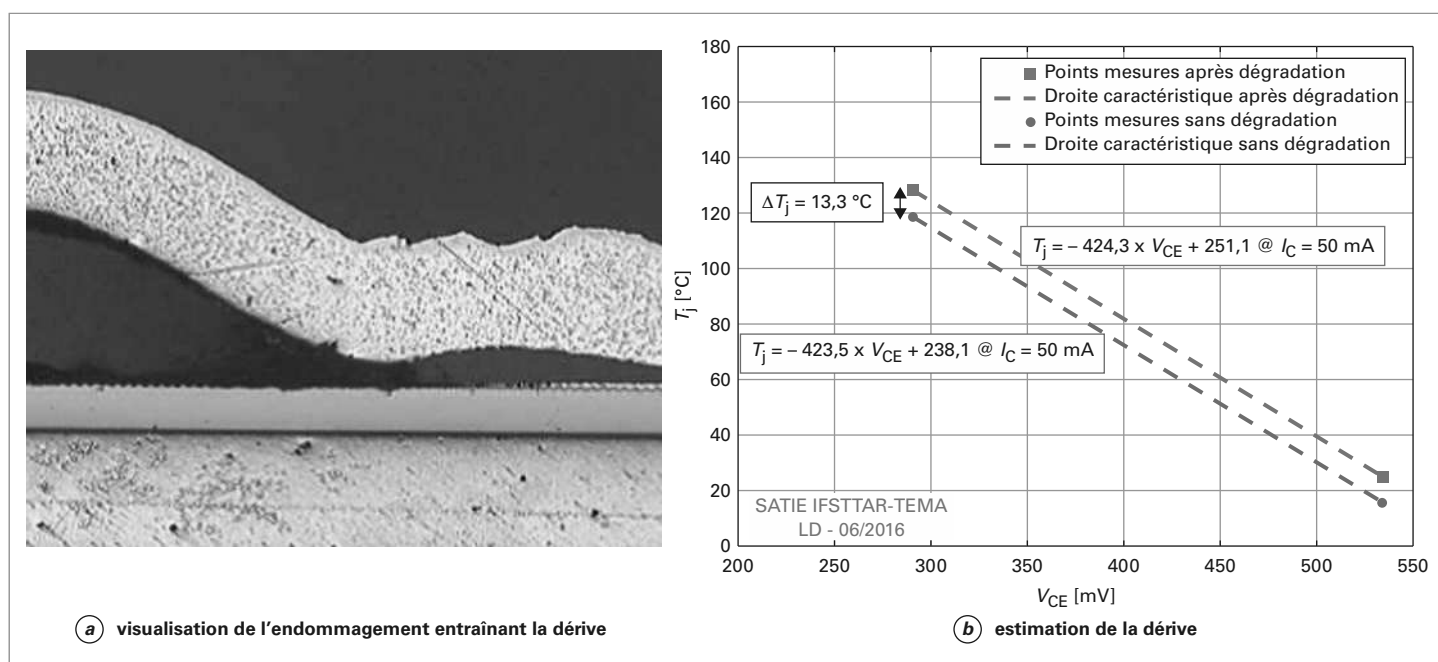 180
160
140
120
100
80
60
40
20
0
T_j [°C]
Points mesures après dégradation
Droite caractéristique après dégradation
Points mesures sans dégradation
Droite caractéristique sans dégradation
ΔT_j = 13,3 °C
T_j = – 424,3 x V_CE + 251,1 @ I_C = 50 mA
T_j = – 423,5 x V_CE + 238,1 @ I_C = 50 mA
SATIE IFSTTAR-TEMA
LD - 06/2016
200 250 300 350 400 450 500 550
V_CE [mV]
a visualisation de l'endommagement entraînant la dérive
b estimation de la dérive